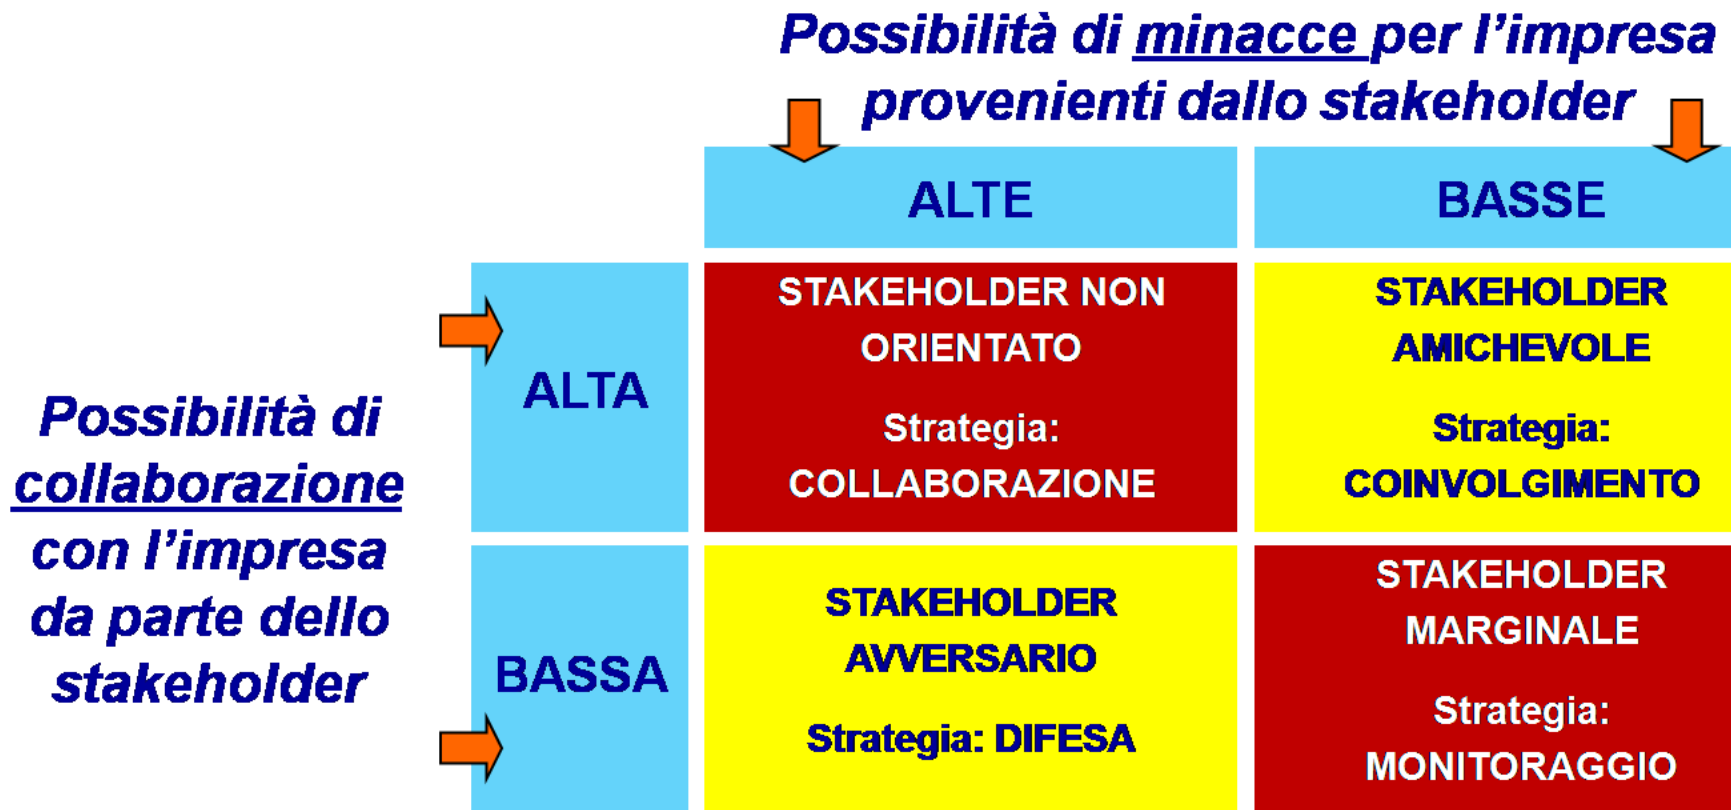 Possibilità di minacce per l'impresa
provenienti dallo stakeholder
ALTE
BASSE
Possibilità di
collaborazione
con l'impresa
da parte dello
stakeholder
ALTA
STAKEHOLDER NON
ORIENTATO
Strategia:
COLLABORAZIONE
STAKEHOLDER
AMICHEVOLE
Strategia:
COINVOLGIMENTO
BASSA
STAKEHOLDER
AVVERSARIO
Strategia: DIFESA
STAKEHOLDER
MARGINALE
Strategia:
MONITORAGGIO